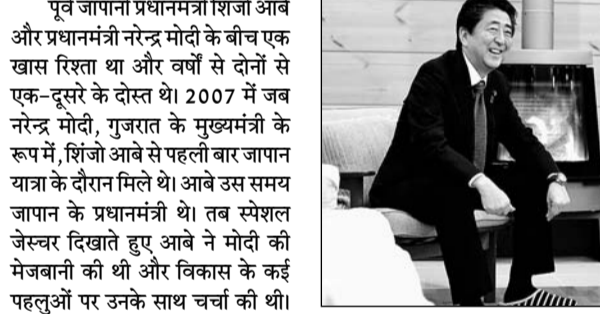 पूर्व जापानी प्रधानमंत्री शिंजो आबे
और प्रधानमंत्री नरेन्द्र मोदी के बीच एक
खास रिश्ता था और वर्षों से दोनों से
एक-दूसरे के दोस्त थे। 2007 में जब
नरेन्द्र मोदी, गुजरात के मुख्यमंत्री के
रूप में, शिंजो आबे से पहली बार जापान
यात्रा के दौरान मिले थे। आबे उस समय
जापान के प्रधानमंत्री थे। तब स्पेशल
जेस्चर दिखाते हुए आबे ने मोदी की
मेजबानी की थी और विकास के कई
पहलुओं पर उनके साथ चर्चा की थी।